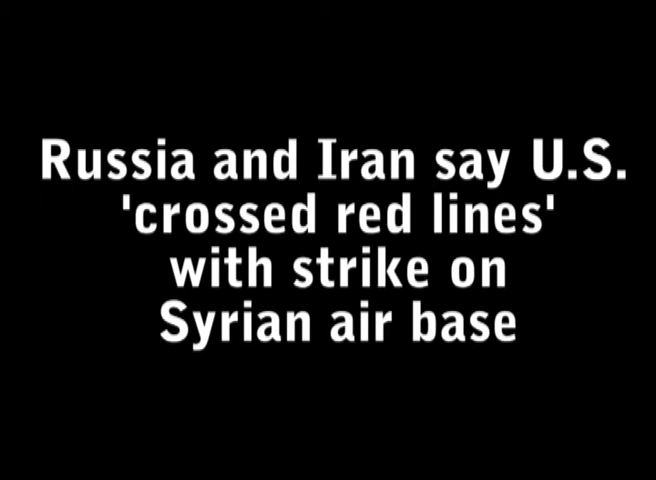 Russia and Iran say U.S.
'crossed red lines'
with strike on
Syrian air base